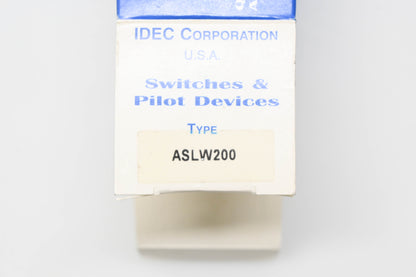 IDEC CORPORATION
U.S.A.
Switches &
Pilot Devices
TYPE
ASLW200